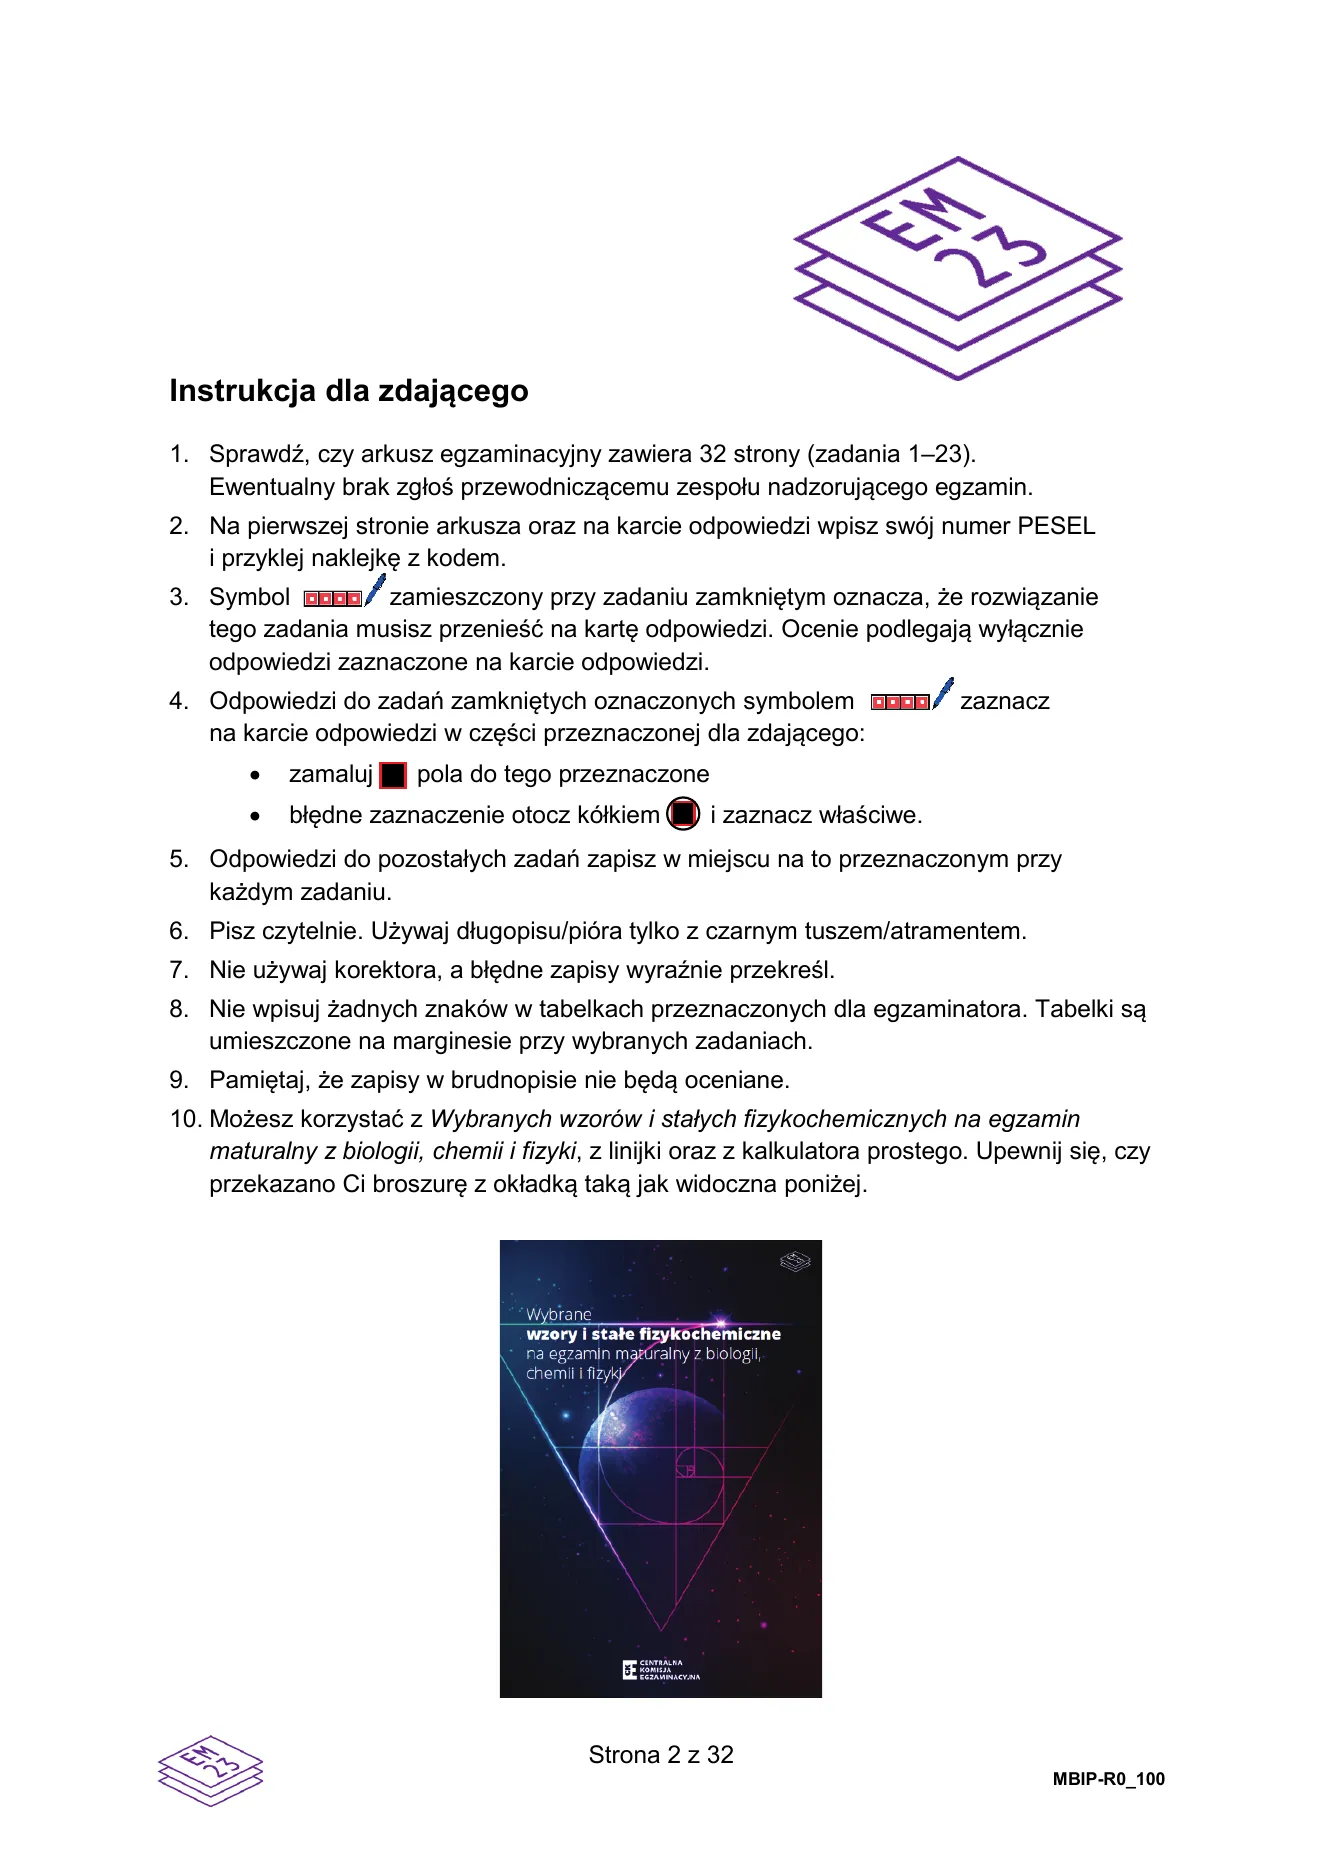 EM
23
Instrukcja dla zdającego
1. Sprawdź, czy arkusz egzaminacyjny zawiera 32 strony (zadania 1–23).
Ewentualny brak zgłoś przewodniczącemu zespołu nadzorującego egzamin.
2. Na pierwszej stronie arkusza oraz na karcie odpowiedzi wpisz swój numer PESEL
i przyklej naklejkę z kodem.
3. Symbol zamieszczony przy zadaniu zamkniętym oznacza, że rozwiązanie
tego zadania musisz przenieść na kartę odpowiedzi. Ocenie podlegają wyłącznie
odpowiedzi zaznaczone na karcie odpowiedzi.
4. Odpowiedzi do zadań zamkniętych oznaczonych symbolem zaznacz
na karcie odpowiedzi w części przeznaczonej dla zdającego:
• zamaluj pola do tego przeznaczone
• błędne zaznaczenie otocz kółkiem i zaznacz właściwe.
5. Odpowiedzi do pozostałych zadań zapisz w miejscu na to przeznaczonym przy
każdym zadaniu.
6. Pisz czytelnie. Używaj długopisu/pióra tylko z czarnym tuszem/atramentem.
7. Nie używaj korektora, a błędne zapisy wyraźnie przekreśl.
8. Nie wpisuj żadnych znaków w tabelkach przeznaczonych dla egzaminatora. Tabelki są
umieszczone na marginesie przy wybranych zadaniach.
9. Pamiętaj, że zapisy w brudnopisie nie będą oceniane.
10. Możesz korzystać z Wybranych wzorów i stałych fizykochemicznych na egzamin
maturalny z biologii, chemii i fizyki, z linijki oraz z kalkulatora prostego. Upewnij się, czy
przekazano Ci broszurę z okładką taką jak widoczna poniżej.
Wybrane
wzory i stałe fizykochemiczne
na egzamin maturalny z biologii,
chemii i fizyki
CENTRALNA
KOMISJA
EGZAMINACYJNA
EM
23
Strona 2 z 32
MBIP-R0_100